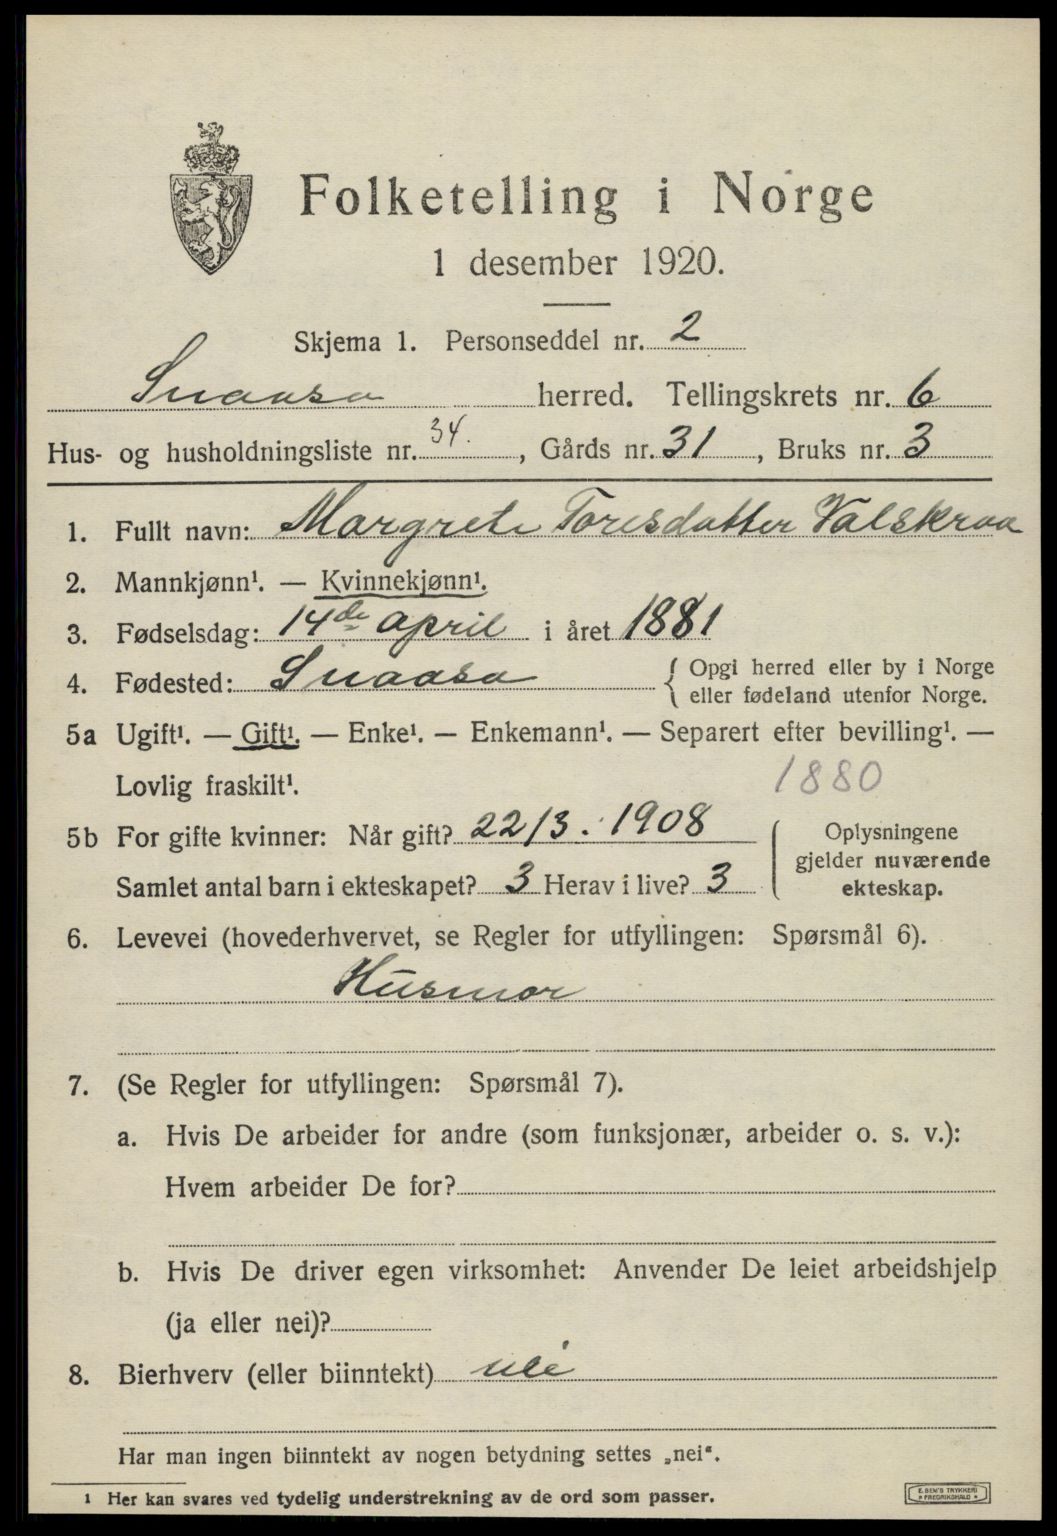 Folketelling i Norge
1 desember 1920.
Skjema 1. Personseddel nr. 2
Snaasa herred. Tellingskrets nr. 6
Hus- og husholdningsliste nr. 34. , Gårds nr. 31 , Bruks nr. 3
1. Fullt navn: Margrete Toresdatter Valskraa
2. Mannkjønn¹. — Kvinnekjønn¹.
3. Fødselsdag: 14de april i året 1881
4. Fødested: Snaasa { Opgi herred eller by i Norge
eller fødeland utenfor Norge.
5a Ugift¹. — Gift¹. — Enke¹. — Enkemann¹. — Separert efter bevilling¹. —
Lovlig fraskilt¹. 1880
5b For gifte kvinner: Når gift? 22/3. 1908
Samlet antal barn i ekteskapet? 3 Herav i live? 3
Oplysningene
gjelder nuværende
ekteskap.
6. Levevei (hovederhvervet, se Regler for utfyllingen: Spørsmål 6).
Husmor
7. (Se Regler for utfyllingen: Spørsmål 7).
a. Hvis De arbeider for andre (som funksjonær, arbeider o. s. v.):
Hvem arbeider De for?
b. Hvis De driver egen virksomhet: Anvender De leiet arbeidshjelp
(ja eller nei)?
8. Bierhverv (eller biinntekt) nei
Har man ingen biinntekt av nogen betydning settes „nei“.
1 Her kan svares ved tydelig understrekning av de ord som passer.
E. SEM'S TRYKKERI
FREDRIKSHALD